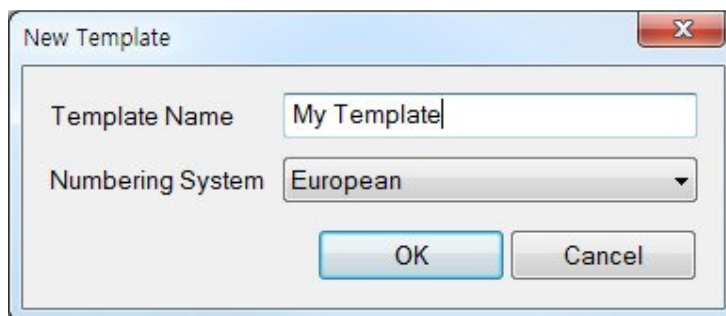 New Template
Template Name My Template
Numbering System European
OK Cancel